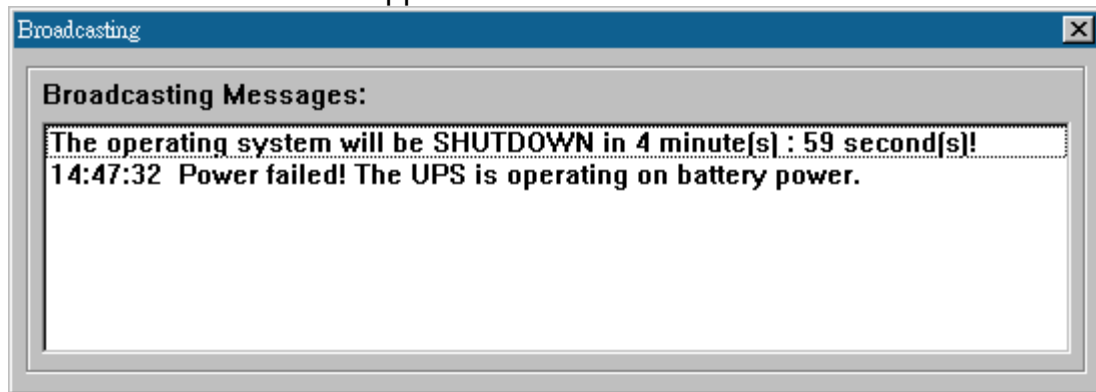 Broadcasting
Broadcasting Messages:
The operating system will be SHUTDOWN in 4 minute(s) : 59 second(s)!
14:47:32 Power failed! The UPS is operating on battery power.